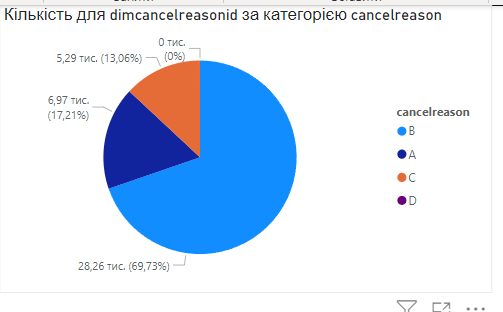 Кількість для dimcancelreasonid за категорією cancelreason
0 тис.
(0%)
5,29 тис. (13,06%)
6,97 тис.
(17,21%)
28,26 тис. (69,73%)
cancelreason
B
A
C
D